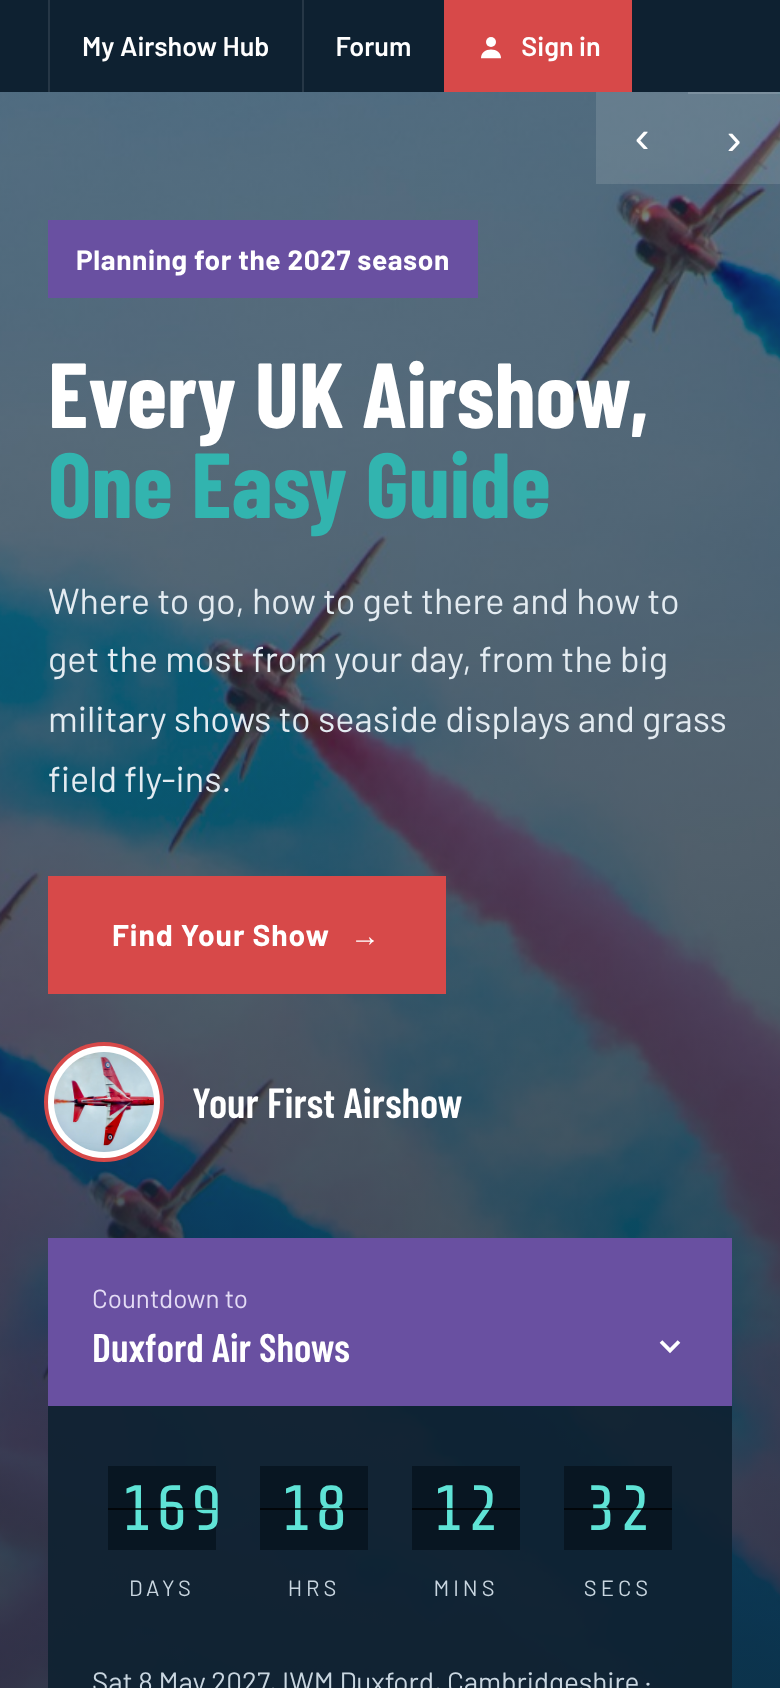 My Airshow Hub
Forum
Sign in
‹ ›
Planning for the 2027 season
Every UK Airshow,
One Easy Guide
Where to go, how to get there and how to
get the most from your day, from the big
military shows to seaside displays and grass
field fly-ins.
Find Your Show →
Your First Airshow
Countdown to
Duxford Air Shows
169 18 12 32
DAYS HRS MINS SECS
Sat 8 May 2027, IWM Duxford, Cambridgeshire ·